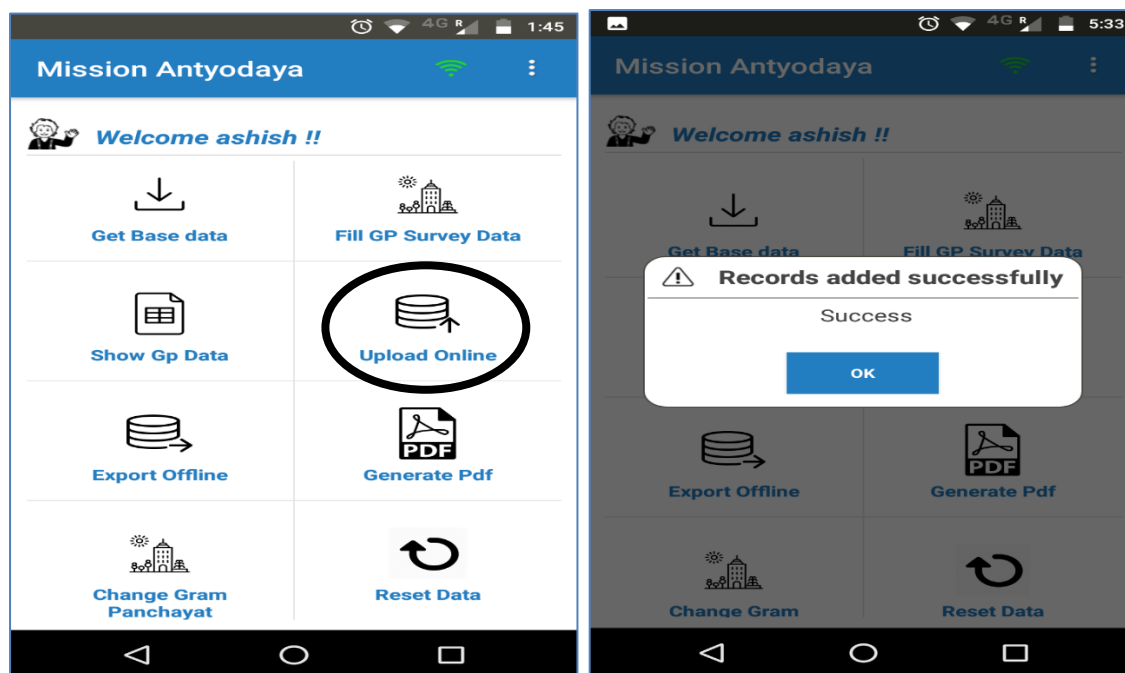 4G R 1:45
Mission Antyodaya
Welcome ashish !!
Get Base data
Fill GP Survey Data
Show Gp Data
Upload Online
Export Offline
PDF
Generate Pdf
Change Gram
Panchayat
Reset Data
4G R 5:33
Mission Antyodaya
Welcome ashish !!
Get Base data
Fill GP Survey Data
Records added successfully
Success
OK
Export Offline
PDF
Generate Pdf
Change Gram
Reset Data